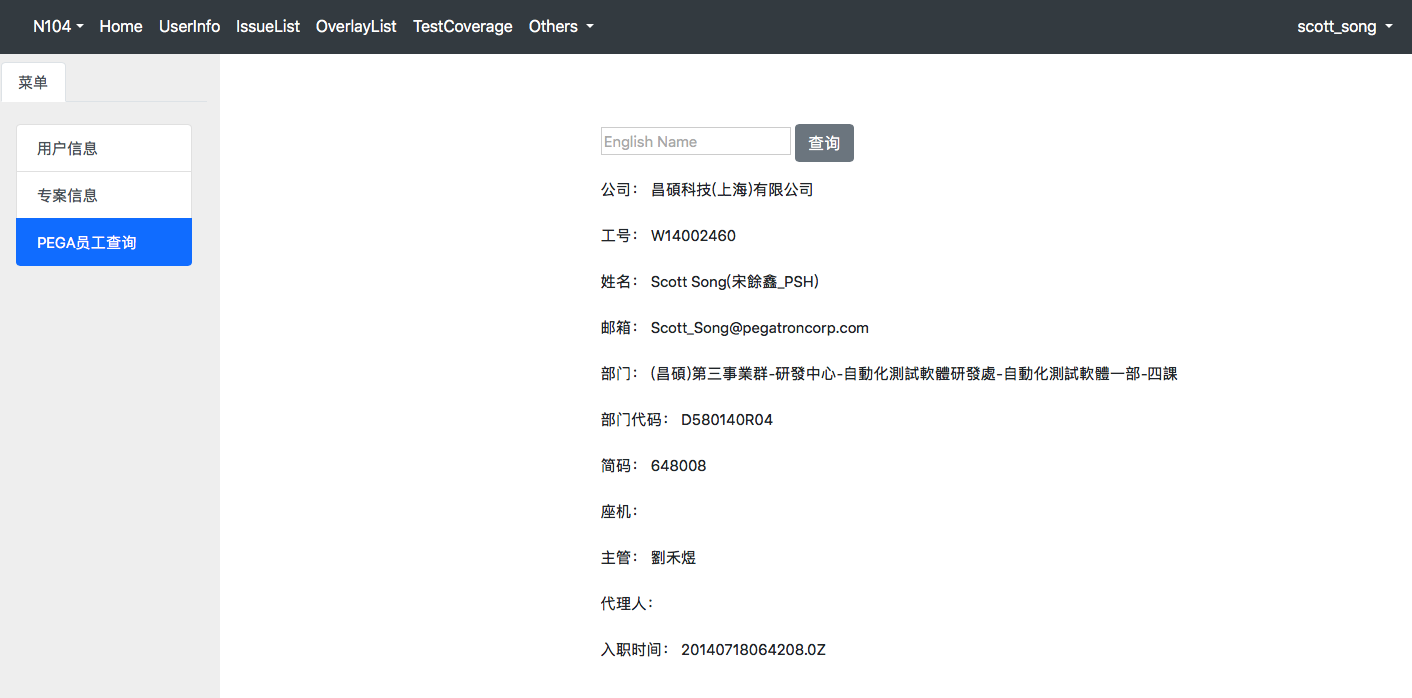 N104 Home UserInfo IssueList OverlayList TestCoverage Others scott_song
菜单
用户信息
专案信息
PEGA员工查询
English Name 查询
公司： 昌碩科技(上海)有限公司
工号： W14002460
姓名： Scott Song(宋餘鑫_PSH)
邮箱： Scott_Song@pegatroncorp.com
部门： (昌碩)第三事業群-研發中心-自動化測試軟體研發處-自動化測試軟體一部-四課
部门代码： D580140R04
简码： 648008
座机：
主管： 劉禾煜
代理人：
入职时间： 20140718064208.0Z